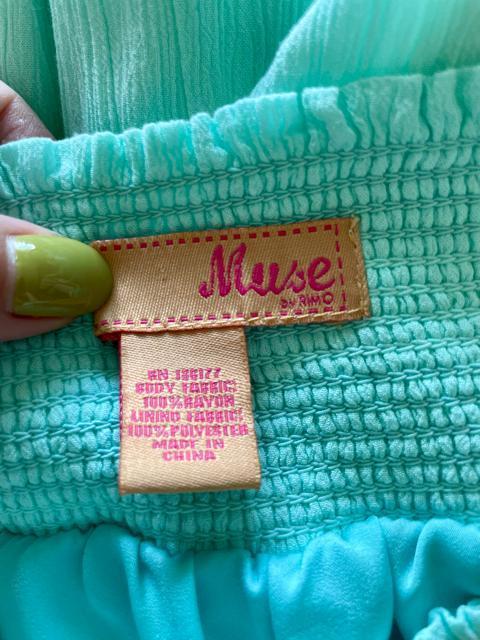 Muse
by RIMO
RN 136177
BODY FABRIC:
100%RAYON
LINING FABRIC:
100%POLYESTER
MADE IN
CHINA